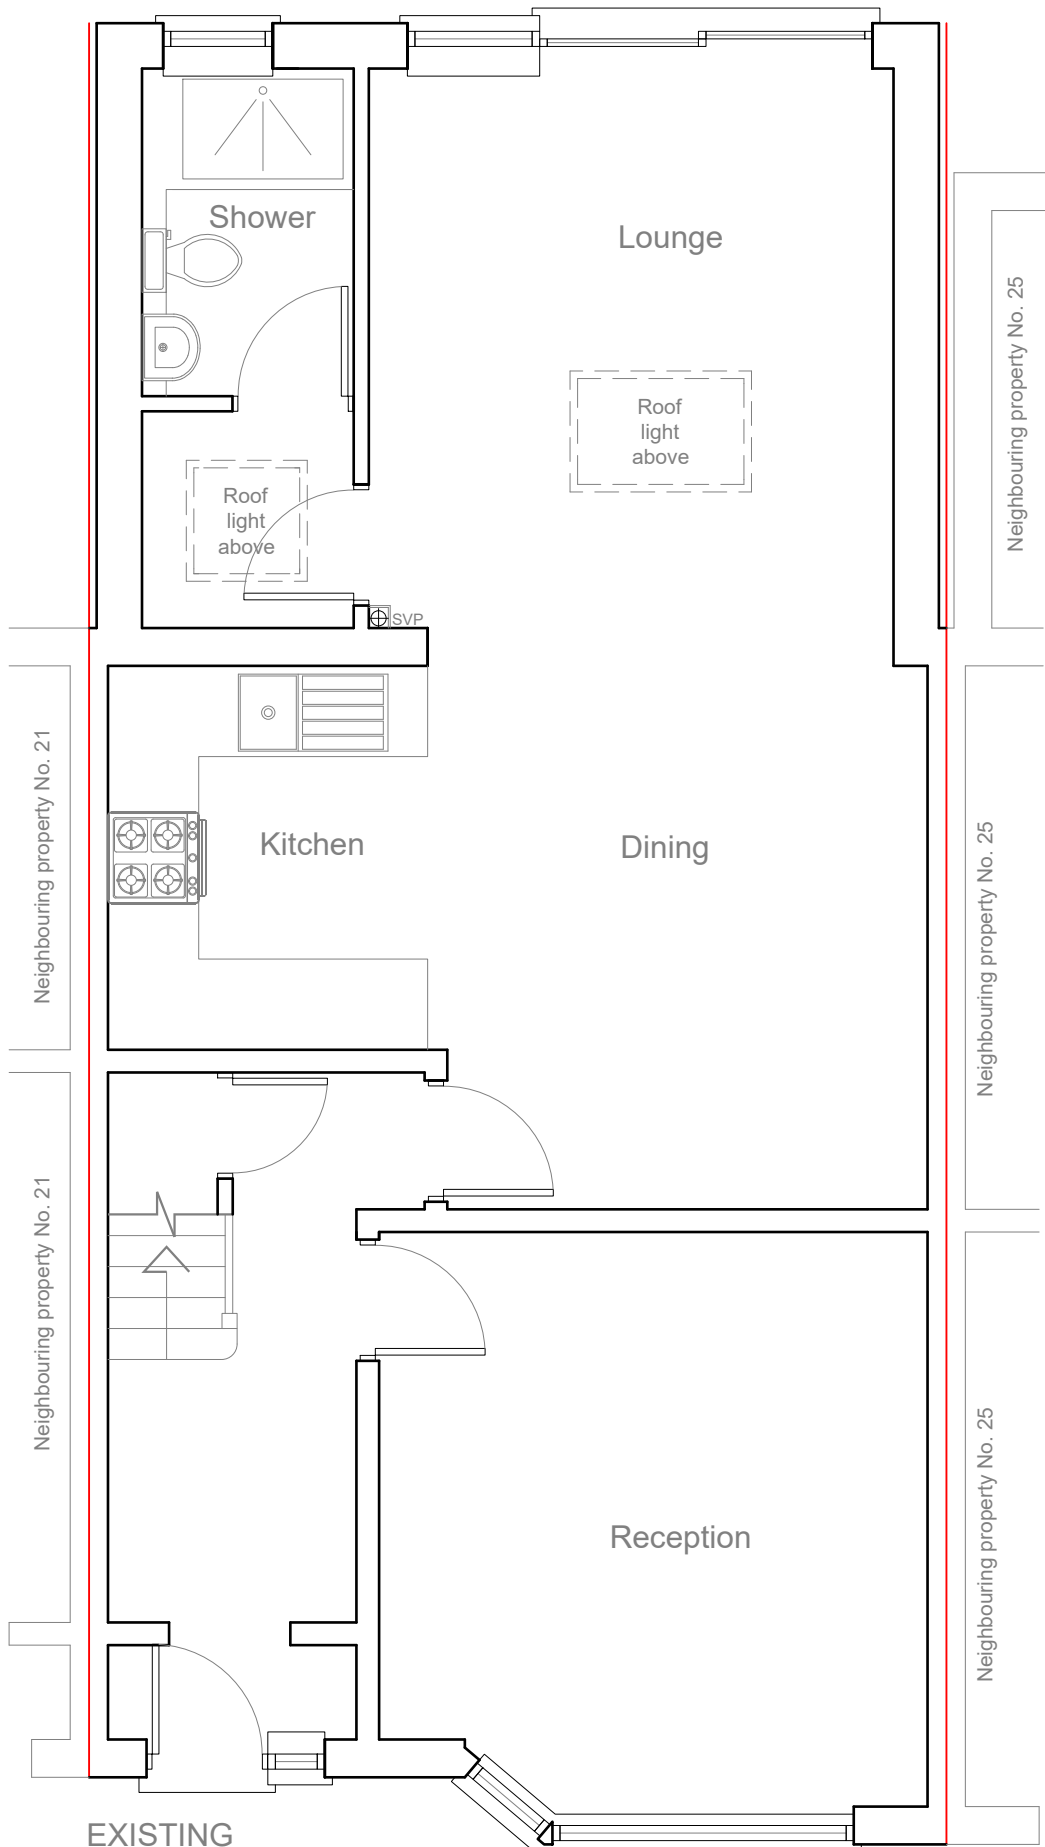 Shower
Lounge
Neighbouring property No. 25
Roof
light
above
Roof
light
above
SVP
Neighbouring property No. 21
Kitchen
Dining
Neighbouring property No. 25
Neighbouring property No. 21
Reception
Neighbouring property No. 25
EXISTING